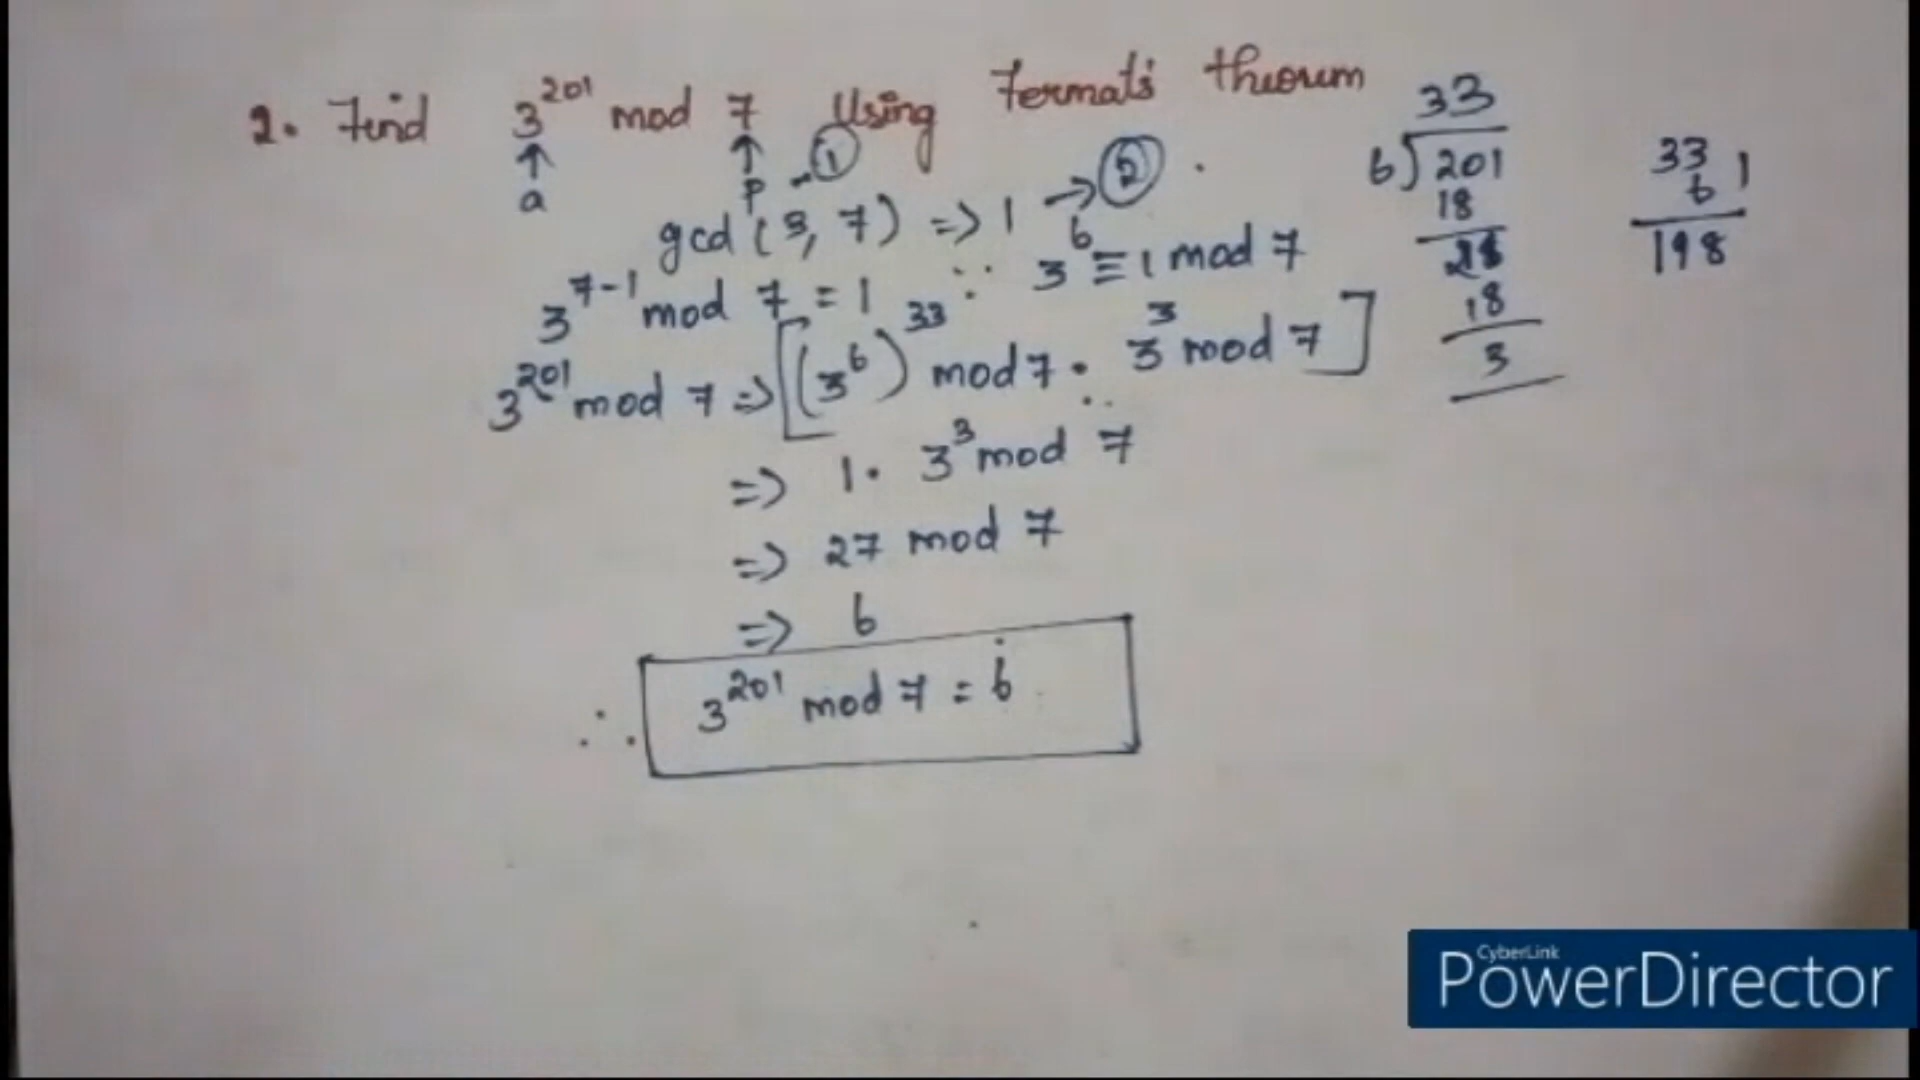 2. Find 3^201 mod 7 Using Fermat's theorum
↑ ↑ - ①
a p
gcd (3, 7) => 1 → ②
3^7-1 mod 7 = 1 ∵ 3^6 ≡ 1 mod 7
3^201 mod 7 => [(3^6)^33 mod 7 . 3^3 mod 7]
=> 1 . 3^3 mod 7
=> 27 mod 7
=> 6
∴ 3^201 mod 7 = 6
33
6)201
18
18
3
33 1
6
198
CyberLink
PowerDirector